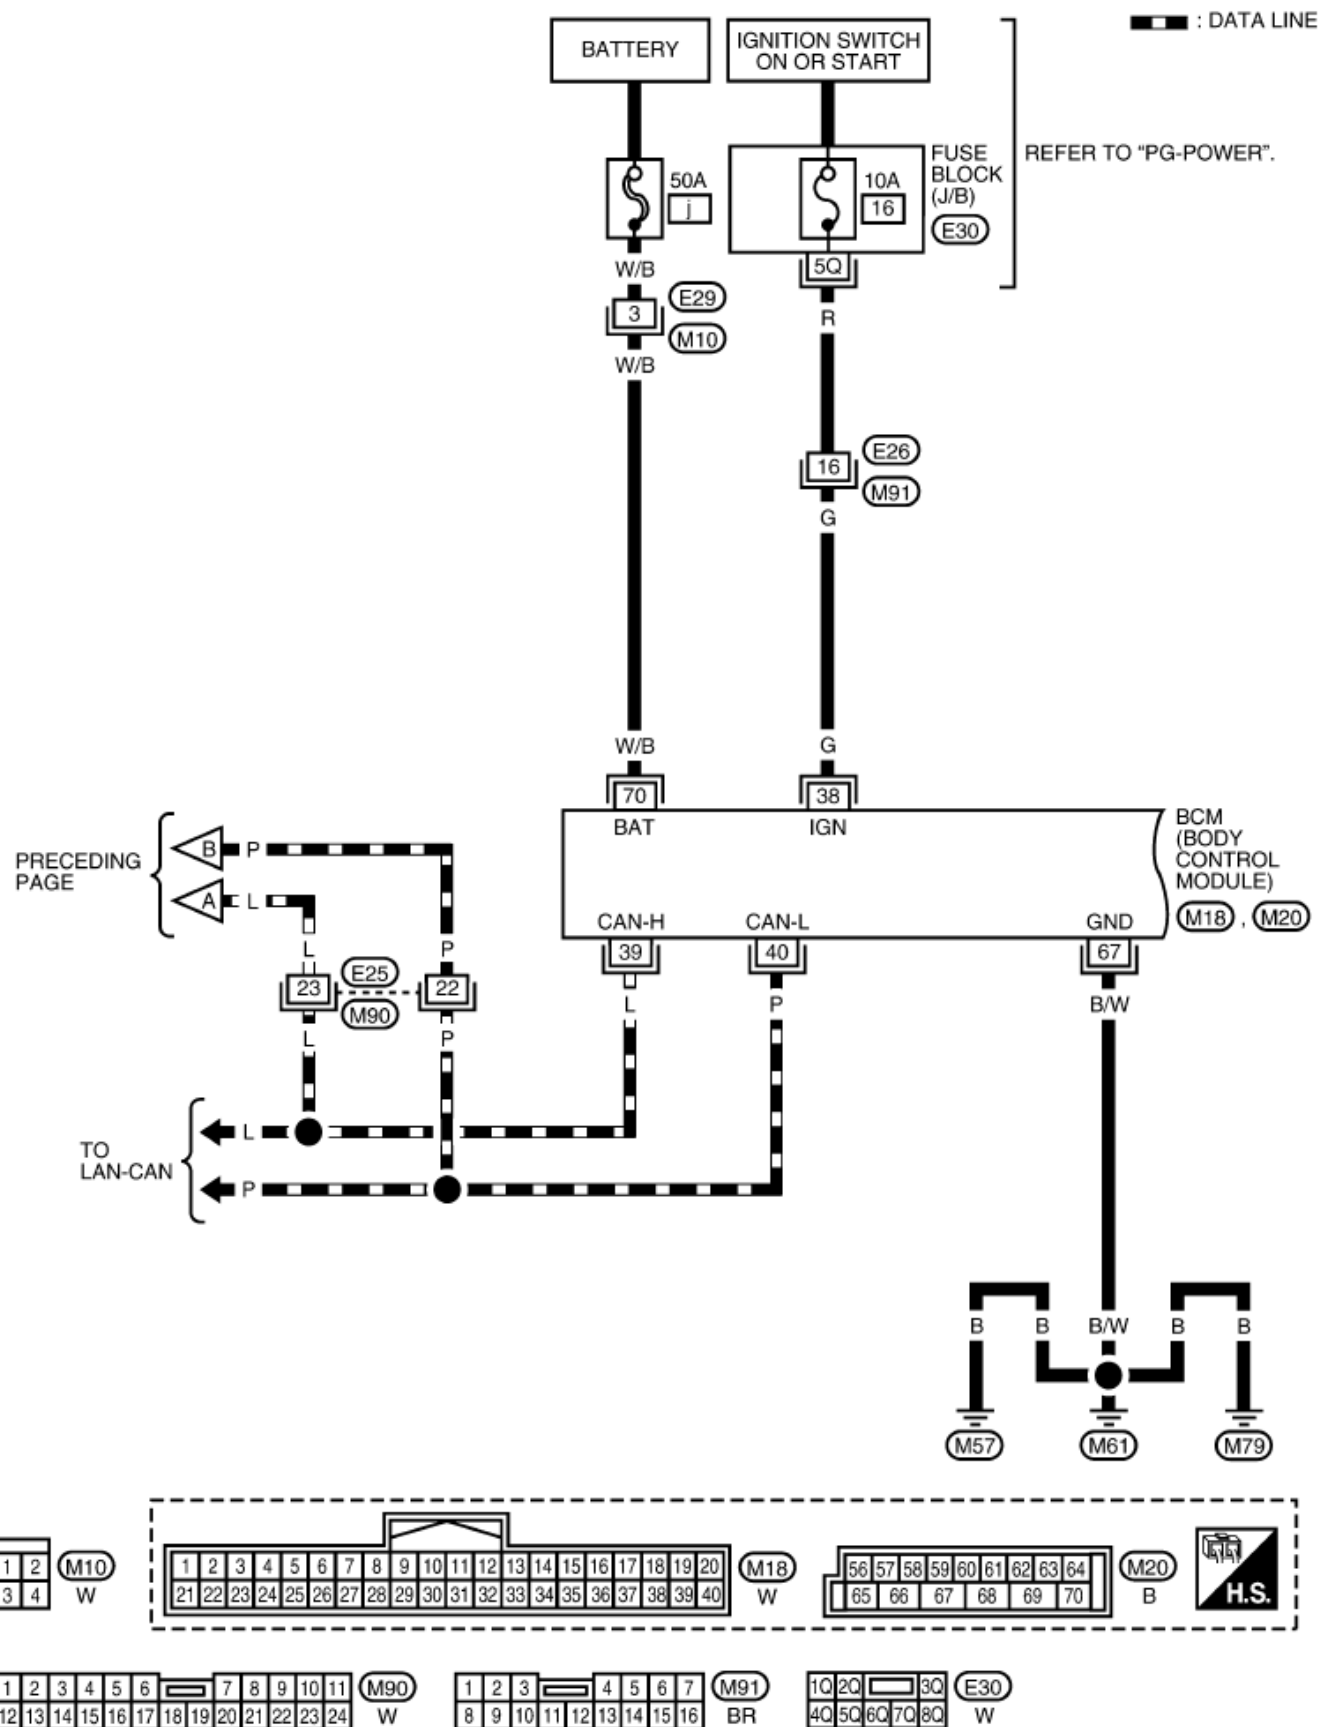 : DATA LINE
BATTERY
IGNITION SWITCH
ON OR START
FUSE
BLOCK
(J/B)
E30
REFER TO “PG-POWER”.
50A
j
10A
16
5Q
W/B
3
E29
M10
W/B
R
16
E26
M91
G
W/B
G
70
38
BAT
IGN
BCM
(BODY
CONTROL
MODULE)
M18 , M20
PRECEDING
PAGE
B P
A L
CAN-H
CAN-L
GND
39
40
67
L
P
23
E25
M90
22
L
P
L
P
B/W
TO
LAN-CAN
L
P
B
B
B/W
B
B
M57
M61
M79
1 2
3 4
M10
W
1 2 3 4 5 6 7 8 9 10 11 12 13 14 15 16 17 18 19 20
21 22 23 24 25 26 27 28 29 30 31 32 33 34 35 36 37 38 39 40
M18
W
56 57 58 59 60 61 62 63 64
65 66 67 68 69 70
M20
B
H.S.
1 2 3 4 5 6 7 8 9 10 11
12 13 14 15 16 17 18 19 20 21 22 23 24
M90
W
1 2 3 4 5 6 7
8 9 10 11 12 13 14 15 16
M91
BR
1Q 2Q 3Q
4Q 5Q 6Q 7Q 8Q
E30
W